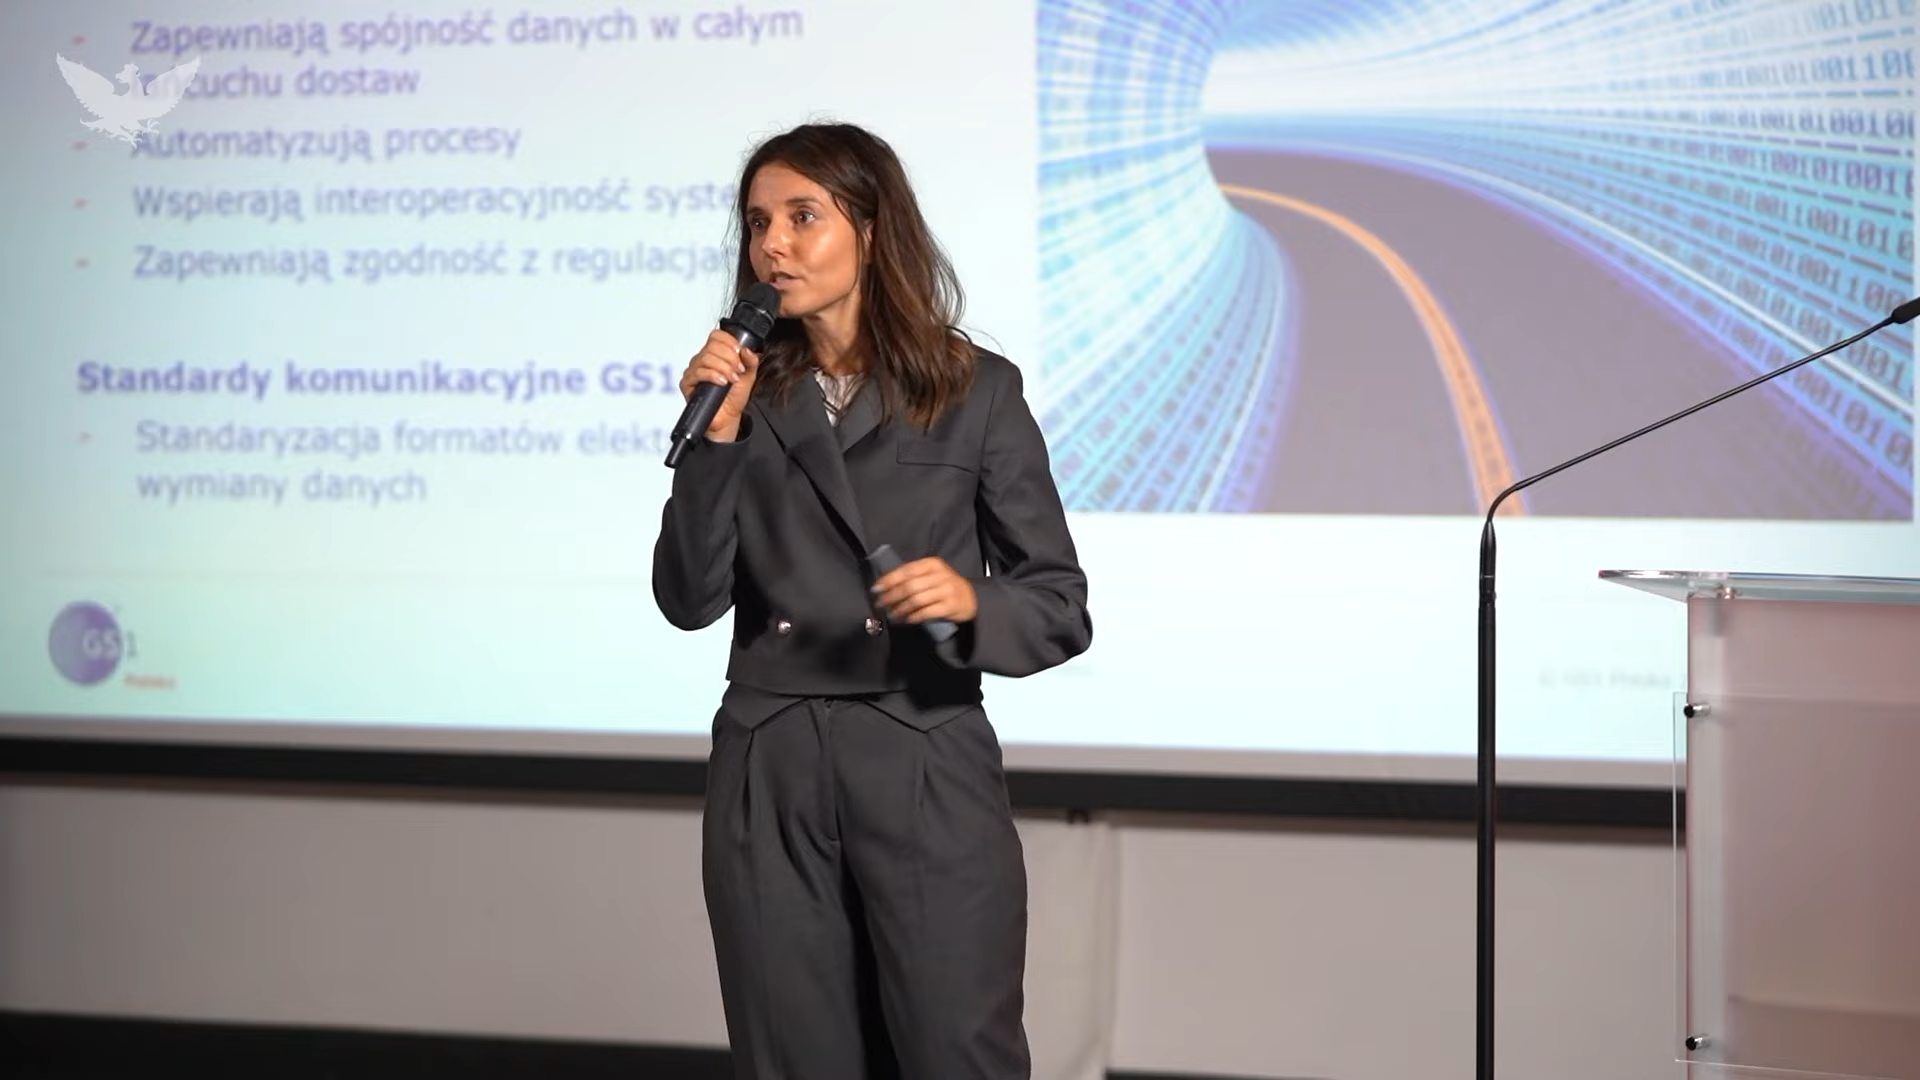 - Zapewniają spójność danych w całym
łańcuchu dostaw
- Automatyzują procesy
- Wspierają interoperacyjność syste
- Zapewniają zgodność z regulacja
Standardy komunikacyjne GS1
- Standaryzacja formatów elekt
wymiany danych
GS1
Polska